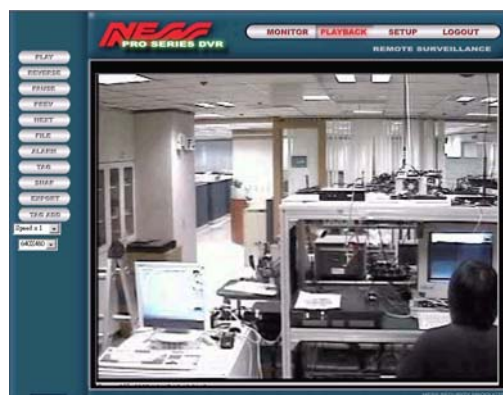 NESS
PRO SERIES DVR
MONITOR PLAYBACK SETUP LOGOUT
REMOTE SURVEILLANCE
PLAY
REVERSE
PAUSE
PREV
NEXT
FILE
ALARM
TAG
SNAP
EXPORT
TAG ADD
Speed x 1
640X480